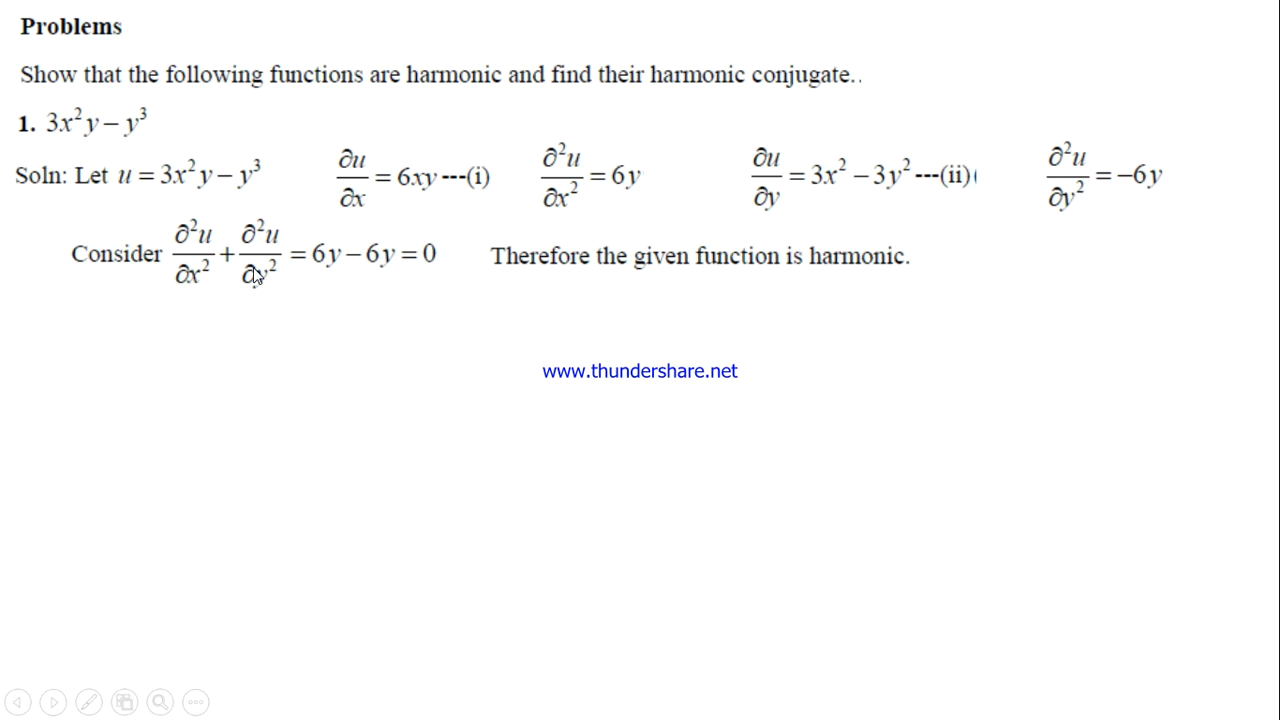 Problems
Show that the following functions are harmonic and find their harmonic conjugate..
1. 3x²y − y³
Soln: Let u = 3x²y − y³   ∂u/∂x = 6xy ---(i)   ∂²u/∂x² = 6y   ∂u/∂y = 3x² − 3y² ---(ii)(   ∂²u/∂y² = −6y
Consider ∂²u/∂x² + ∂²u/∂y² = 6y − 6y = 0   Therefore the given function is harmonic.
www.thundershare.net